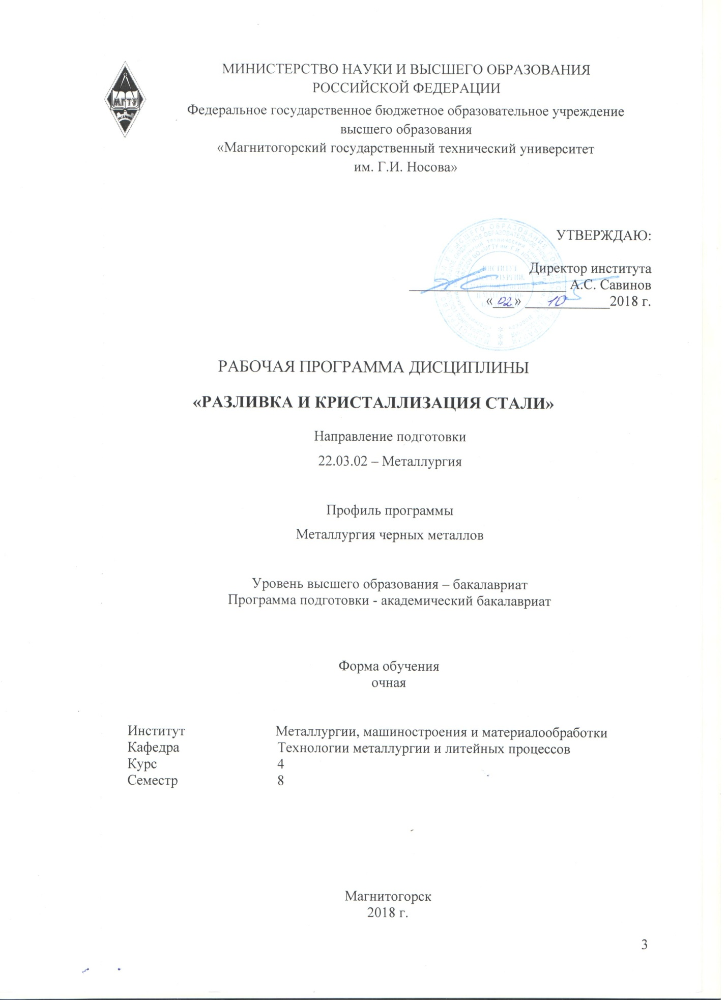 МИНИСТЕРСТВО НАУКИ И ВЫСШЕГО ОБРАЗОВАНИЯ
РОССИЙСКОЙ ФЕДЕРАЦИИ
Федеральное государственное бюджетное образовательное учреждение
высшего образования
«Магнитогорский государственный технический университет
им. Г.И. Носова»
МГТУ
УТВЕРЖДАЮ:
Директор института
А.С. Савинов
«02» 10 2018 г.
РАБОЧАЯ ПРОГРАММА ДИСЦИПЛИНЫ
«РАЗЛИВКА И КРИСТАЛЛИЗАЦИЯ СТАЛИ»
Направление подготовки
22.03.02 – Металлургия
Профиль программы
Металлургия черных металлов
Уровень высшего образования – бакалавриат
Программа подготовки - академический бакалавриат
Форма обучения
очная
Институт Металлургии, машиностроения и материалообработки
Кафедра Технологии металлургии и литейных процессов
Курс 4
Семестр 8
Магнитогорск
2018 г.
3